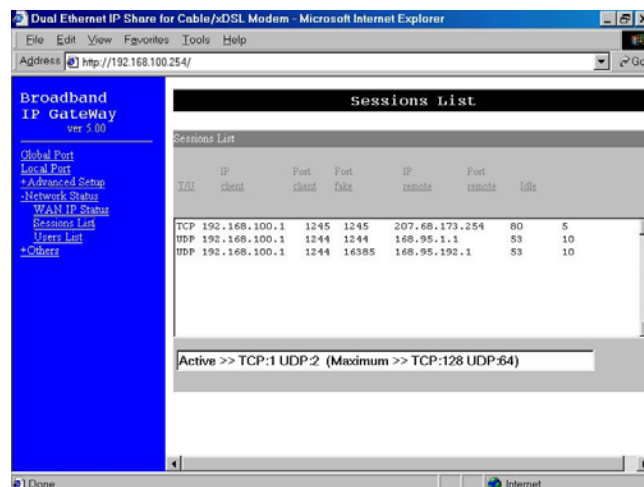 Dual Ethernet IP Share for Cable/xDSL Modem - Microsoft Internet Explorer
File Edit View Favorites Tools Help
Address http://192.168.100.254/ Go
Broadband
IP GateWay
ver 5.00
Global Port
Local Port
+Advanced Setup
-Network Status
WAN IP Status
Sessions List
Users List
+Others
Sessions List
Sessions List
IP Port Port IP Port
T/U client client fake remote remote Idle
TCP 192.168.100.1 1245 1245 207.68.173.254 80 5
UDP 192.168.100.1 1244 1244 168.95.1.1 53 10
UDP 192.168.100.1 1244 16385 168.95.192.1 53 10
Active >> TCP:1 UDP:2 (Maximum >> TCP:128 UDP:64)
Done Internet